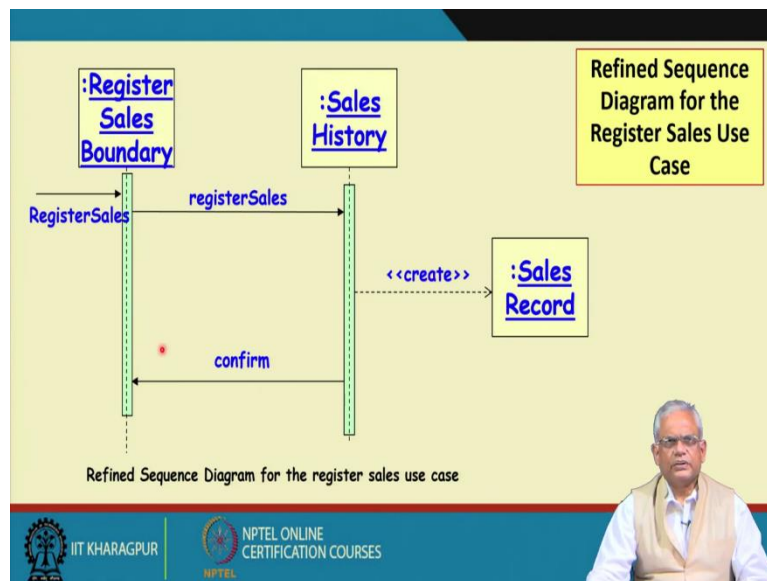 :Register
Sales
Boundary
:Sales
History
Refined Sequence
Diagram for the
Register Sales Use
Case
RegisterSales
registerSales
<<create>>
:Sales
Record
confirm
Refined Sequence Diagram for the register sales use case
IIT KHARAGPUR
NPTEL
NPTEL ONLINE
CERTIFICATION COURSES